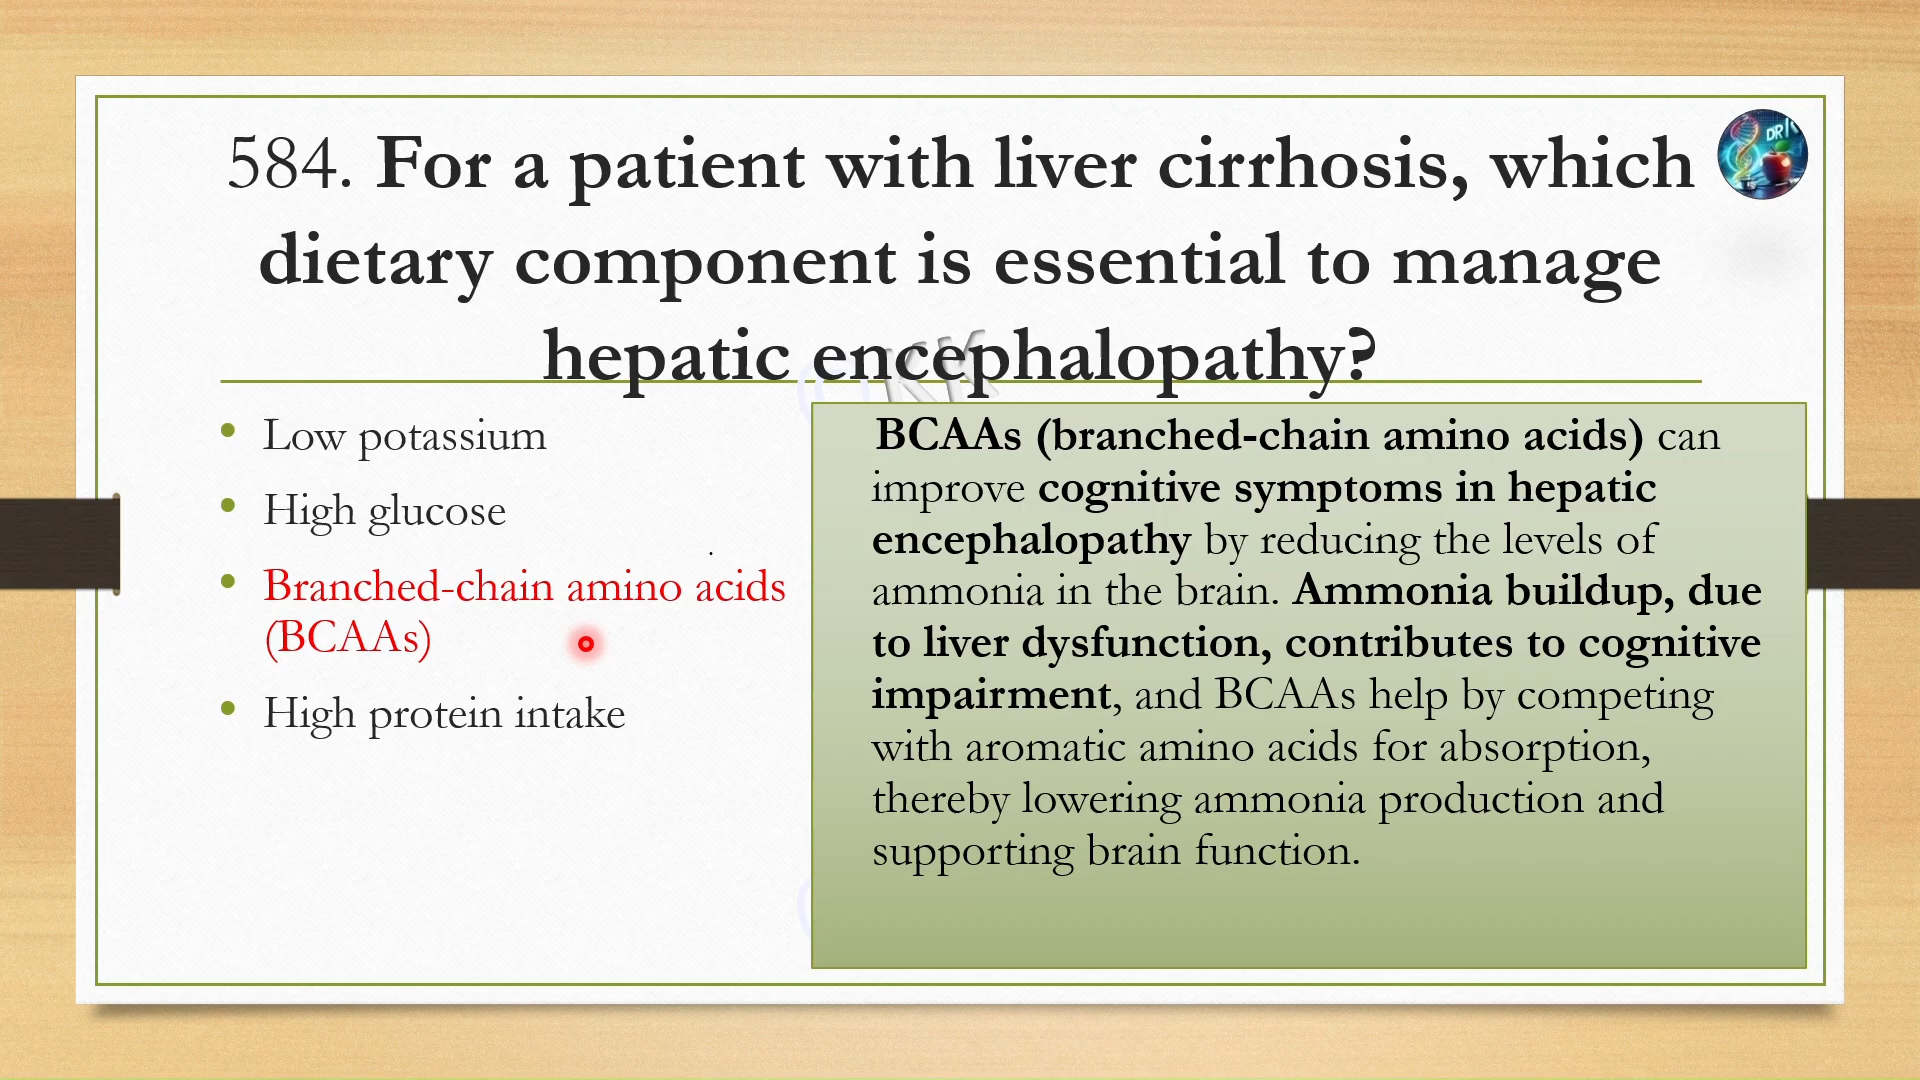 584. For a patient with liver cirrhosis, which
dietary component is essential to manage
hepatic encephalopathy?
• Low potassium
• High glucose
• Branched-chain amino acids
(BCAAs)
• High protein intake
BCAAs (branched-chain amino acids) can
improve cognitive symptoms in hepatic
encephalopathy by reducing the levels of
ammonia in the brain. Ammonia buildup, due
to liver dysfunction, contributes to cognitive
impairment, and BCAAs help by competing
with aromatic amino acids for absorption,
thereby lowering ammonia production and
supporting brain function.